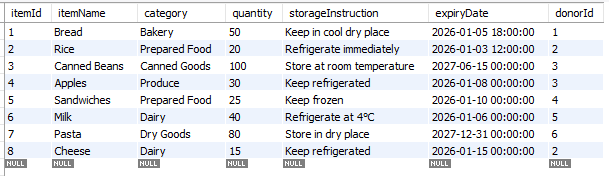 itemId itemName category quantity storageInstruction expiryDate donorId
1 Bread Bakery 50 Keep in cool dry place 2026-01-05 18:00:00 1
2 Rice Prepared Food 20 Refrigerate immediately 2026-01-03 12:00:00 2
3 Canned Beans Canned Goods 100 Store at room temperature 2027-06-15 00:00:00 3
4 Apples Produce 30 Keep refrigerated 2026-01-08 00:00:00 3
5 Sandwiches Prepared Food 25 Keep frozen 2026-01-10 00:00:00 4
6 Milk Dairy 40 Refrigerate at 4°C 2026-01-06 00:00:00 5
7 Pasta Dry Goods 80 Store in dry place 2027-12-31 00:00:00 6
8 Cheese Dairy 15 Keep refrigerated 2026-01-15 00:00:00 2
NULL NULL NULL NULL NULL NULL NULL